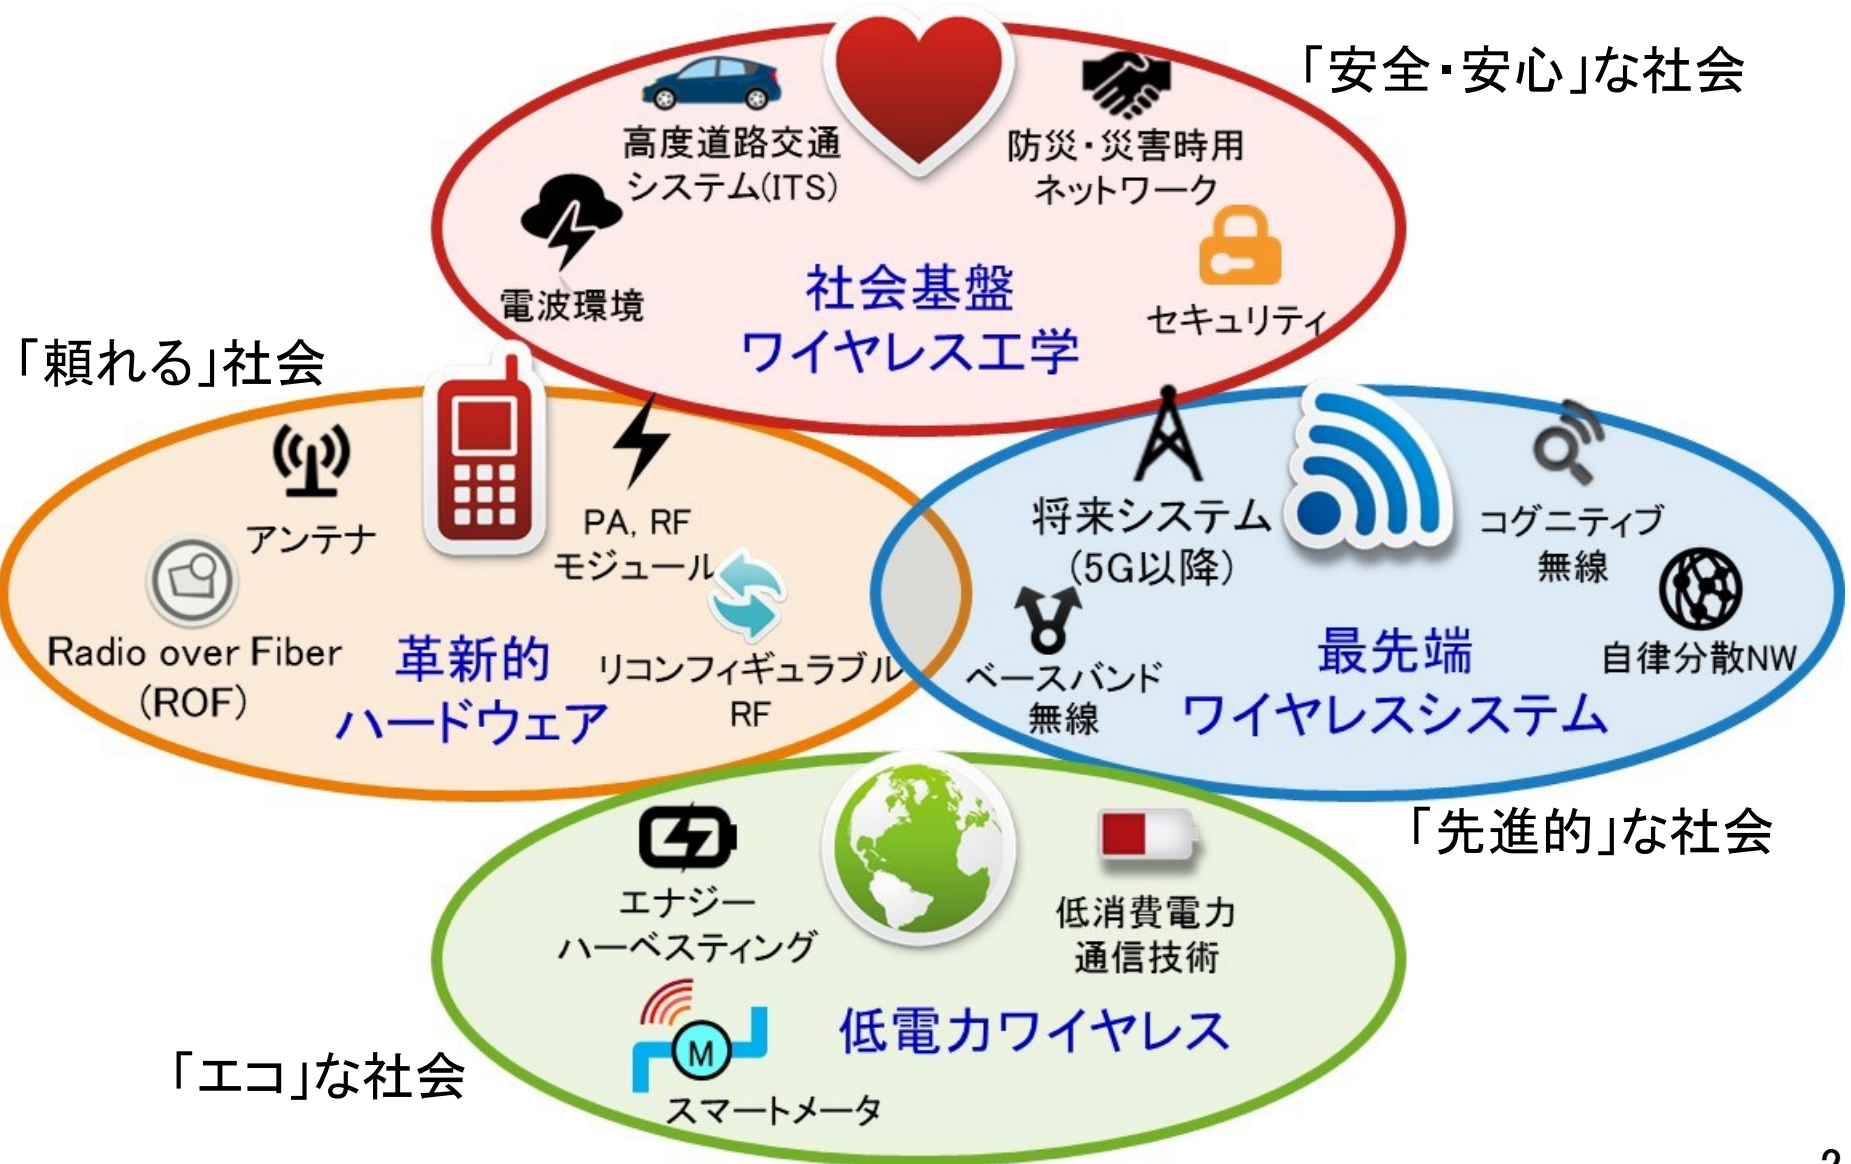 「安全・安心」な社会
高度道路交通
システム(ITS)
防災・災害時用
ネットワーク
電波環境
セキュリティ
社会基盤
ワイヤレス工学
「頼れる」社会
アンテナ
PA, RF
モジュール
Radio over Fiber
(ROF)
リコンフィギュラブル
RF
革新的
ハードウェア
将来システム
(5G以降)
コグニティブ
無線
ベースバンド
無線
自律分散NW
最先端
ワイヤレスシステム
「先進的」な社会
エナジー
ハーベスティング
低消費電力
通信技術
低電力ワイヤレス
M
スマートメータ
「エコ」な社会